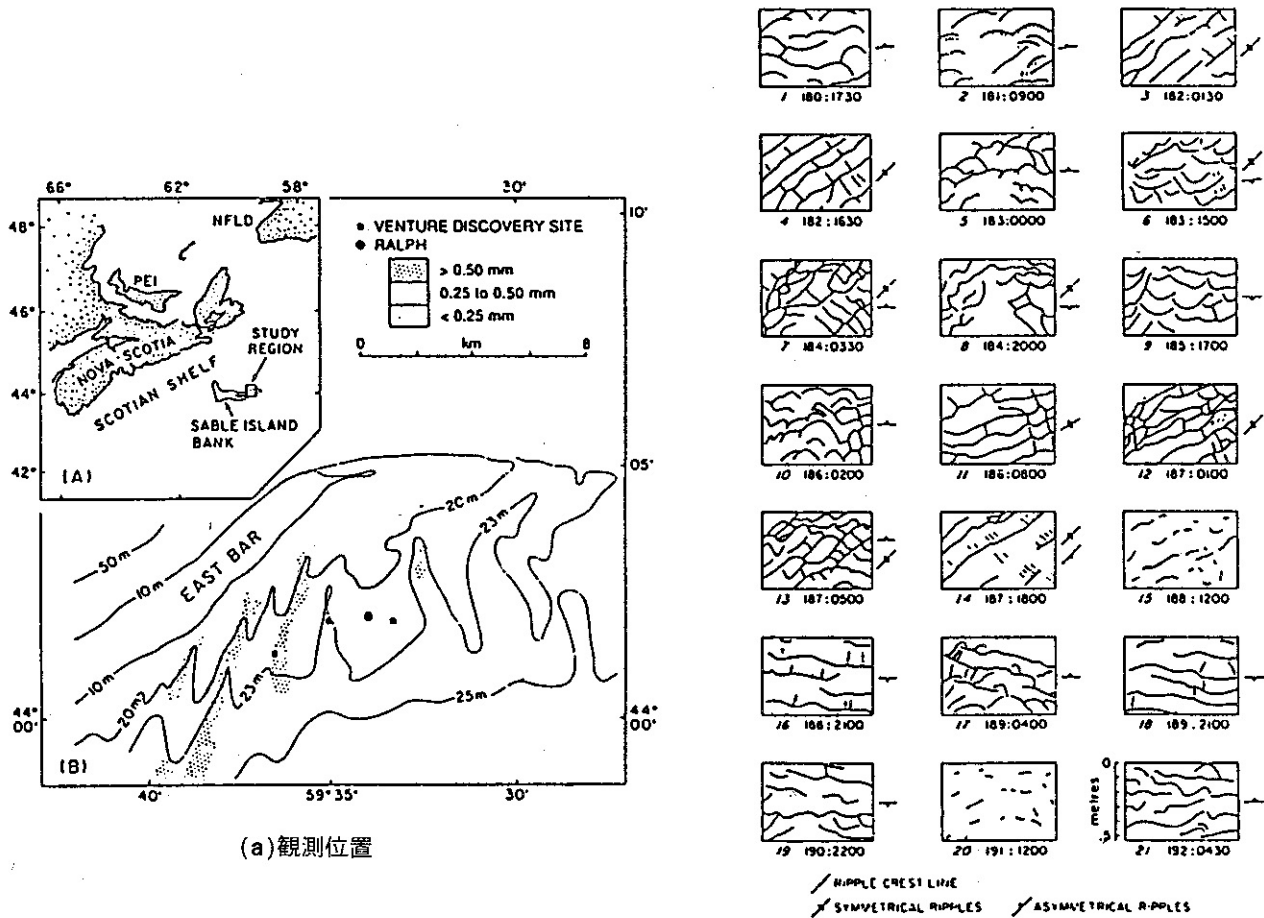 66°
62°
58°
48°
46°
44°
42°
NFLD
PEI
NOVA-SCOTIA
SCOTIAN SHELF
STUDY
REGION
SABLE ISLAND
BANK
(A)
30'
10'
VENTURE DISCOVERY SITE
RALPH
> 0.50 mm
0.25 to 0.50 mm
< 0.25 mm
0 km 8
05'
50m
10m
EAST BAR
20m
23m
10m
20m
23m
25m
44°
00'
44°
00'
(B)
40'
59°35'
30'
(a)観測位置
1 180:1730
2 181:0900
3 182:0130
4 182:1630
5 183:0000
6 183:1500
7 184:0330
8 184:2000
9 185:1700
10 186:0200
11 186:0800
12 187:0100
13 187:0500
14 187:1800
15 188:1200
16 188:2100
17 189:0400
18 189:2100
19 190:2200
20 191:1200
0
metres
.5
21 192:0430
RIPPLE CREST LINE
SYMMETRICAL RIPPLES
ASYMMETRICAL RIPPLES